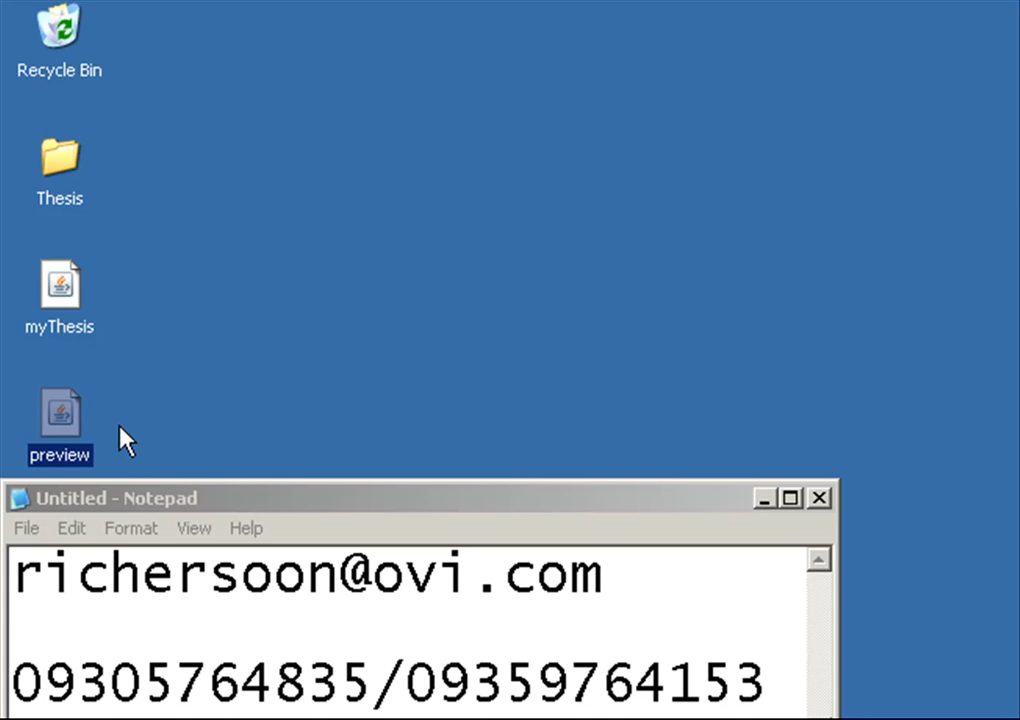 Recycle Bin
Thesis
myThesis
preview
Untitled - Notepad
File Edit Format View Help
richersoon@ovi.com
09305764835/09359764153